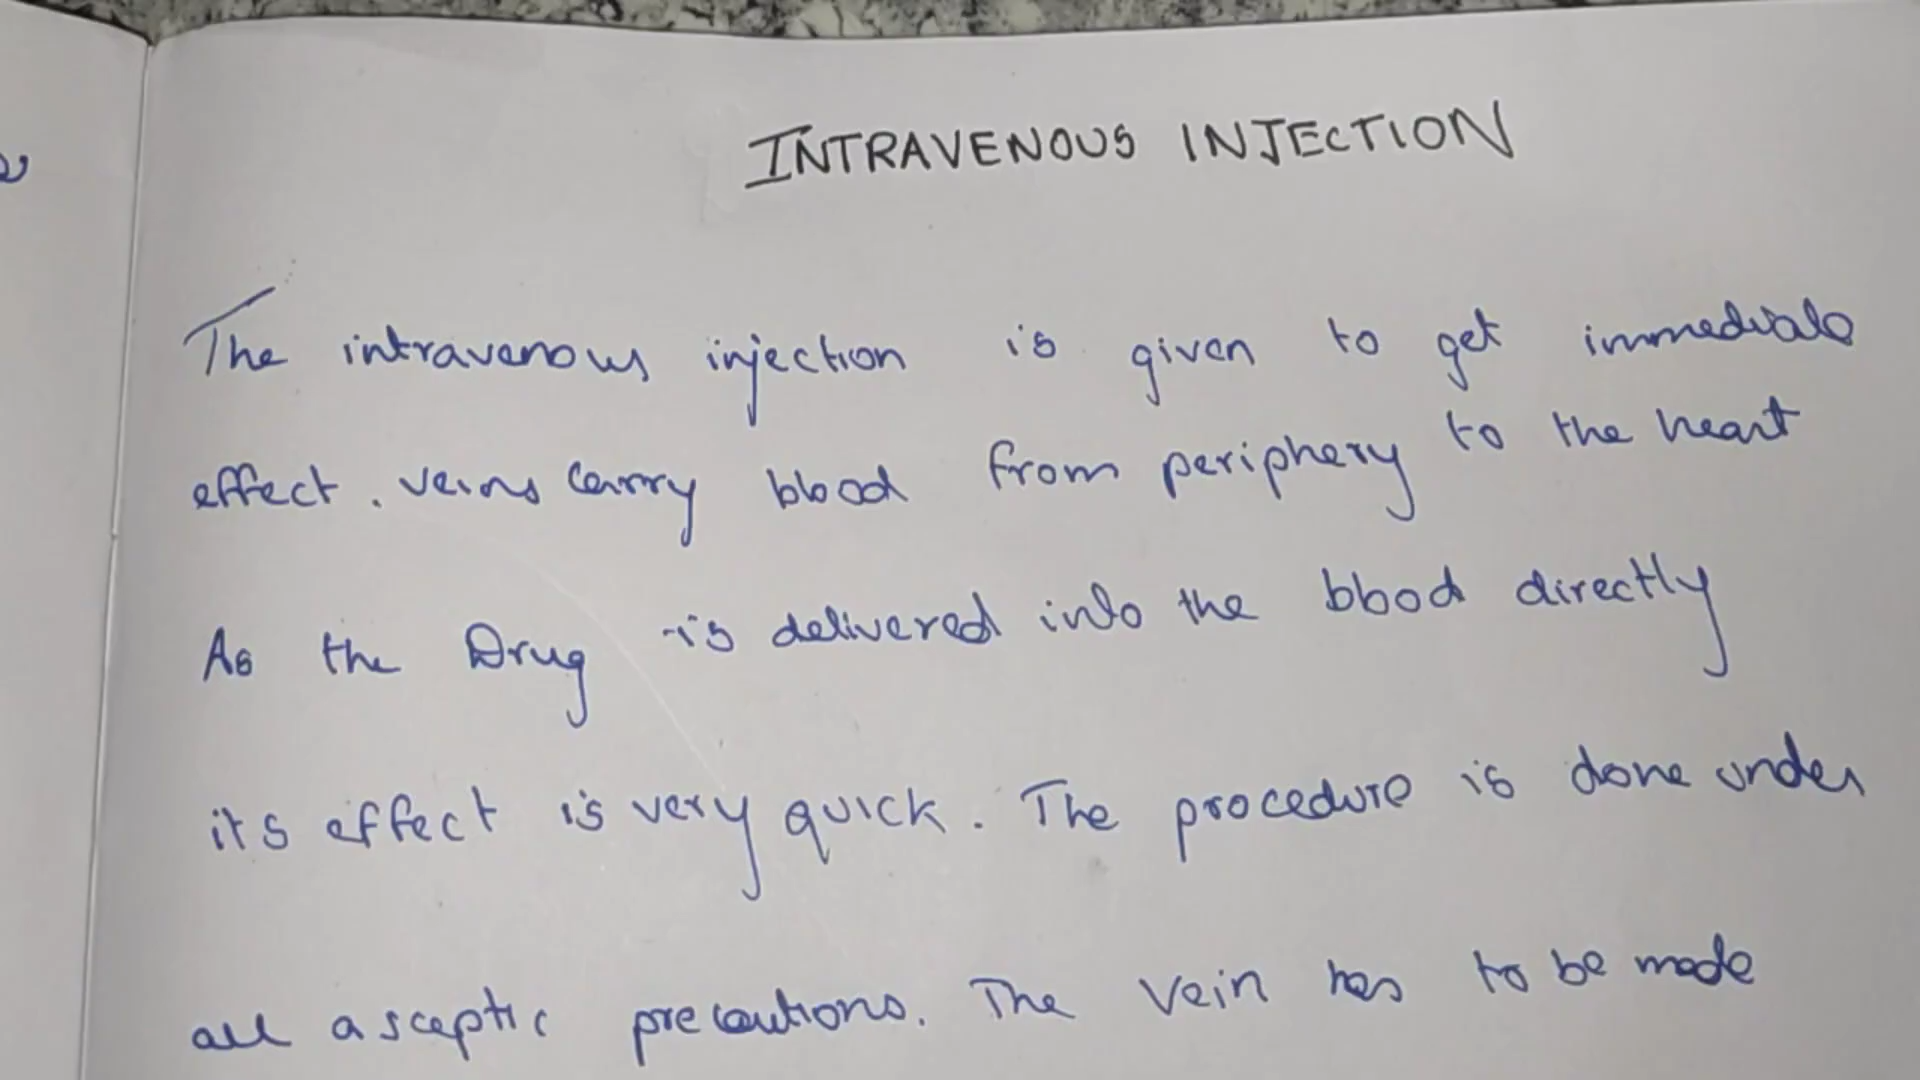 INTRAVENOUS INJECTION
The intravenous injection is given to get immediate
effect. veins carry blood from periphery to the heart
As the Drug is delivered into the blood directly
its effect is very quick. The procedure is done under
all asceptic precautions. The vein has to be made